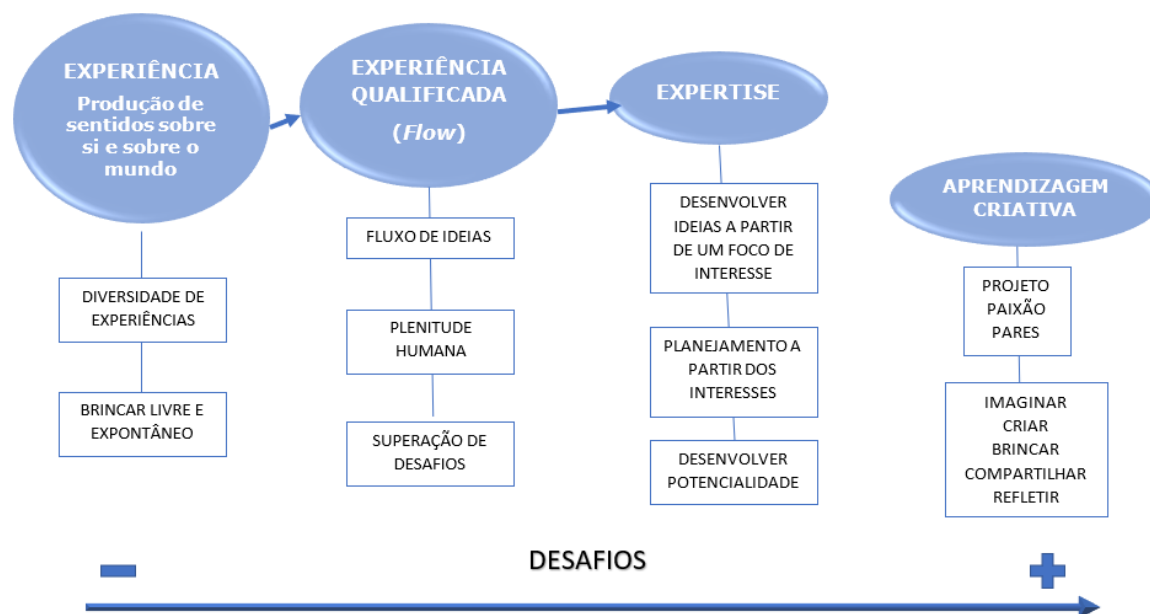 EXPERIÊNCIA
Produção de
sentidos sobre
si e sobre o
mundo
DIVERSIDADE DE
EXPERIÊNCIAS
BRINCAR LIVRE E
EXPONTÂNEO
EXPERIÊNCIA
QUALIFICADA
(Flow)
FLUXO DE IDEIAS
PLENITUDE
HUMANA
SUPERAÇÃO DE
DESAFIOS
EXPERTISE
DESENVOLVER
IDEIAS A PARTIR
DE UM FOCO DE
INTERESSE
PLANEJAMENTO A
PARTIR DOS
INTERESSES
DESENVOLVER
POTENCIALIDADE
APRENDIZAGEM
CRIATIVA
PROJETO
PAIXÃO
PARES
IMAGINAR
CRIAR
BRINCAR
COMPARTILHAR
REFLETIR
DESAFIOS